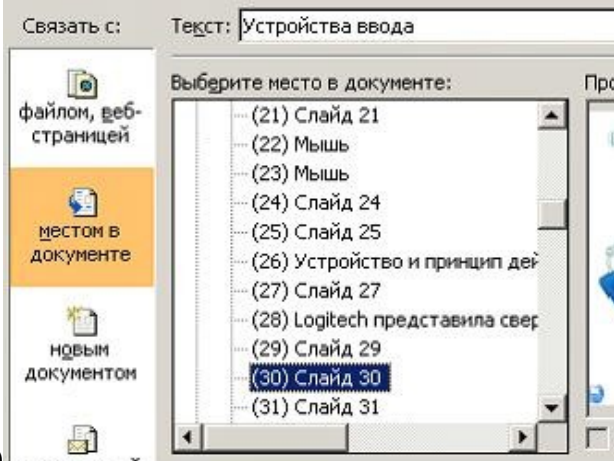 Связать с:
Текст: Устройства ввода
Выберите место в документе:
файлом, веб-
страницей
местом в
документе
новым
документом
(21) Слайд 21
(22) Мышь
(23) Мышь
(24) Слайд 24
(25) Слайд 25
(26) Устройство и принцип дей
(27) Слайд 27
(28) Logitech представила свер
(29) Слайд 29
(30) Слайд 30
(31) Слайд 31